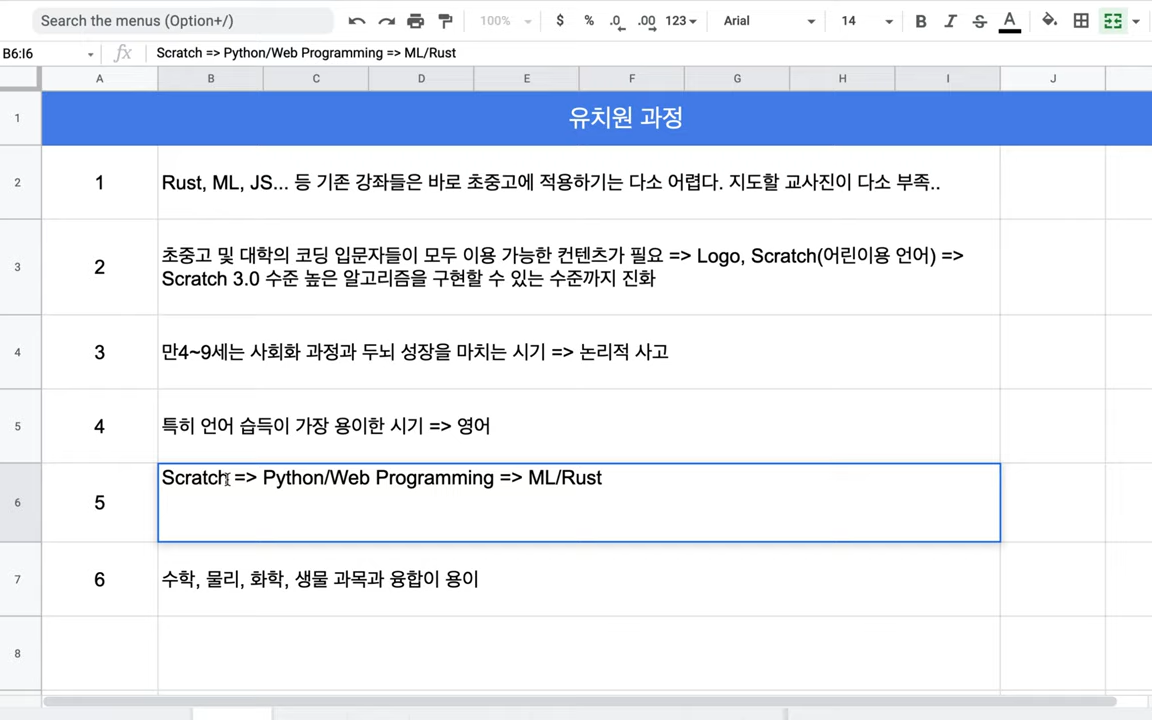 Search the menus (Option+/)
100%
$ % .0 .00 123
Arial
14
B I S A
B6:I6
fx
Scratch => Python/Web Programming => ML/Rust
A B C D E F G H I J
1 유치원 과정
2 1 Rust, ML, JS... 등 기존 강좌들은 바로 초중고에 적용하기는 다소 어렵다. 지도할 교사진이 다소 부족..
3 2 초중고 및 대학의 코딩 입문자들이 모두 이용 가능한 컨텐츠가 필요 => Logo, Scratch(어린이용 언어) =>
Scratch 3.0 수준 높은 알고리즘을 구현할 수 있는 수준까지 진화
4 3 만4~9세는 사회화 과정과 두뇌 성장을 마치는 시기 => 논리적 사고
5 4 특히 언어 습득이 가장 용이한 시기 => 영어
6 5 Scratch => Python/Web Programming => ML/Rust
7 6 수학, 물리, 화학, 생물 과목과 융합이 용이
8